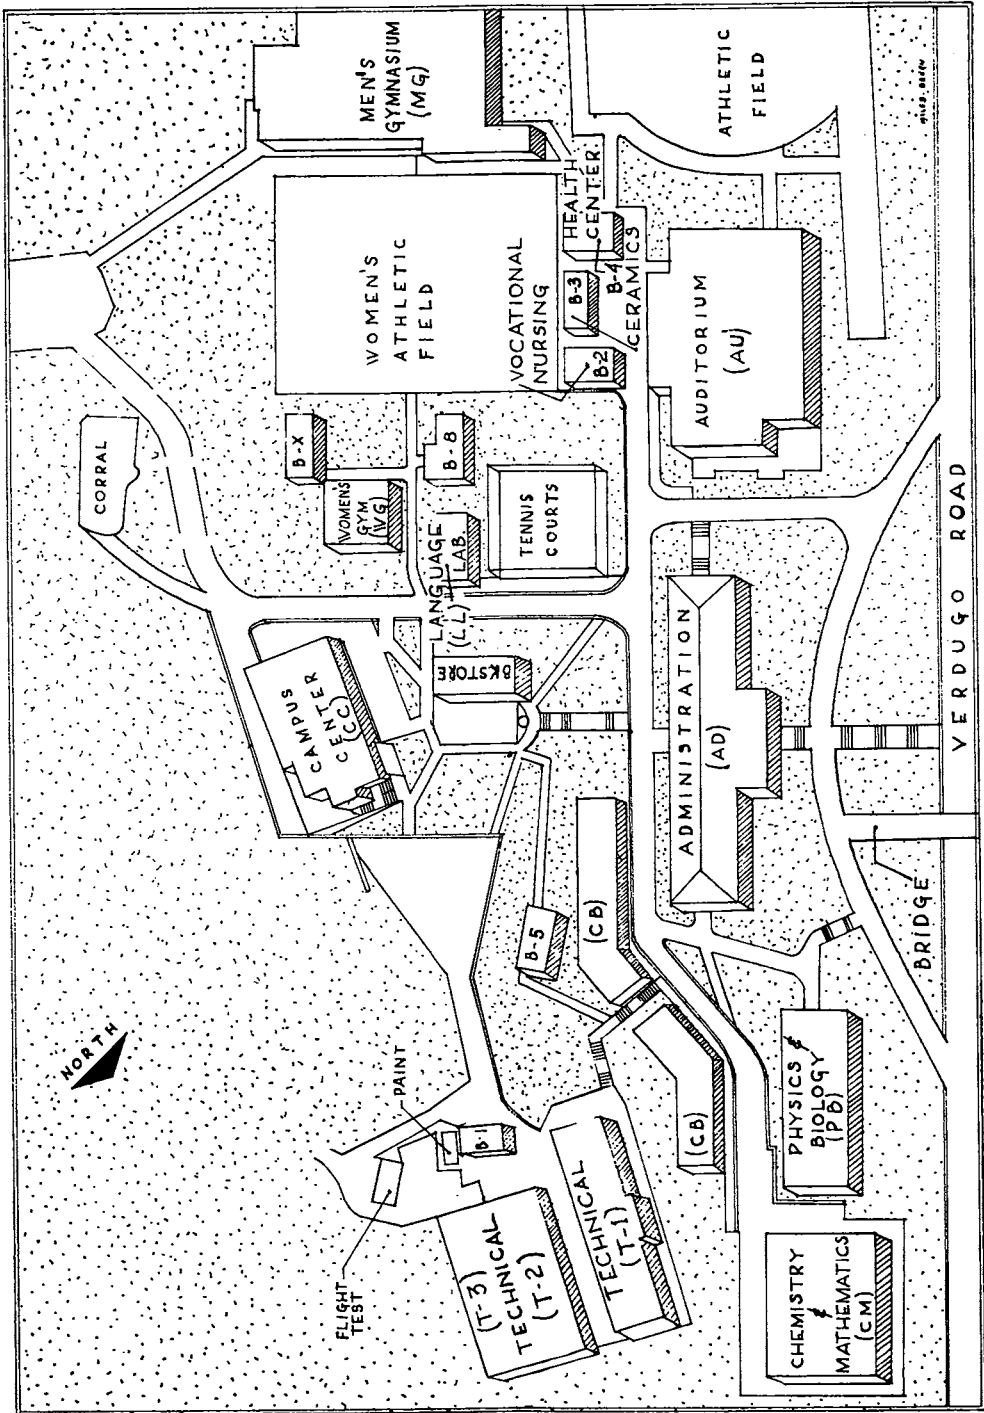 MEN'S
GYMNASIUM
(MG)
ATHLETIC
FIELD
HEALTH
CENTER
B-4
CERAMICS
B-3
VOCATIONAL
NURSING
B-2
WOMEN'S
ATHLETIC
FIELD
AUDITORIUM
(AU)
CORRAL
B-X
WOMENS
GYM
(WG)
B-8
LANGUAGE
LAB.
(LL)
TENNIS
COURTS
BKSTORE
CAMPUS
CENTER
(CC)
ADMINISTRATION
(AD)
VERDUGO ROAD
BRIDGE
B-5
(CB)
(CB)
NORTH
PAINT
B-1
FLIGHT
TEST
(T-3)
TECHNICAL
(T-2)
TECHNICAL
(T-1)
PHYSICS &
BIOLOGY
(PB)
CHEMISTRY
&
MATHEMATICS
(CM)